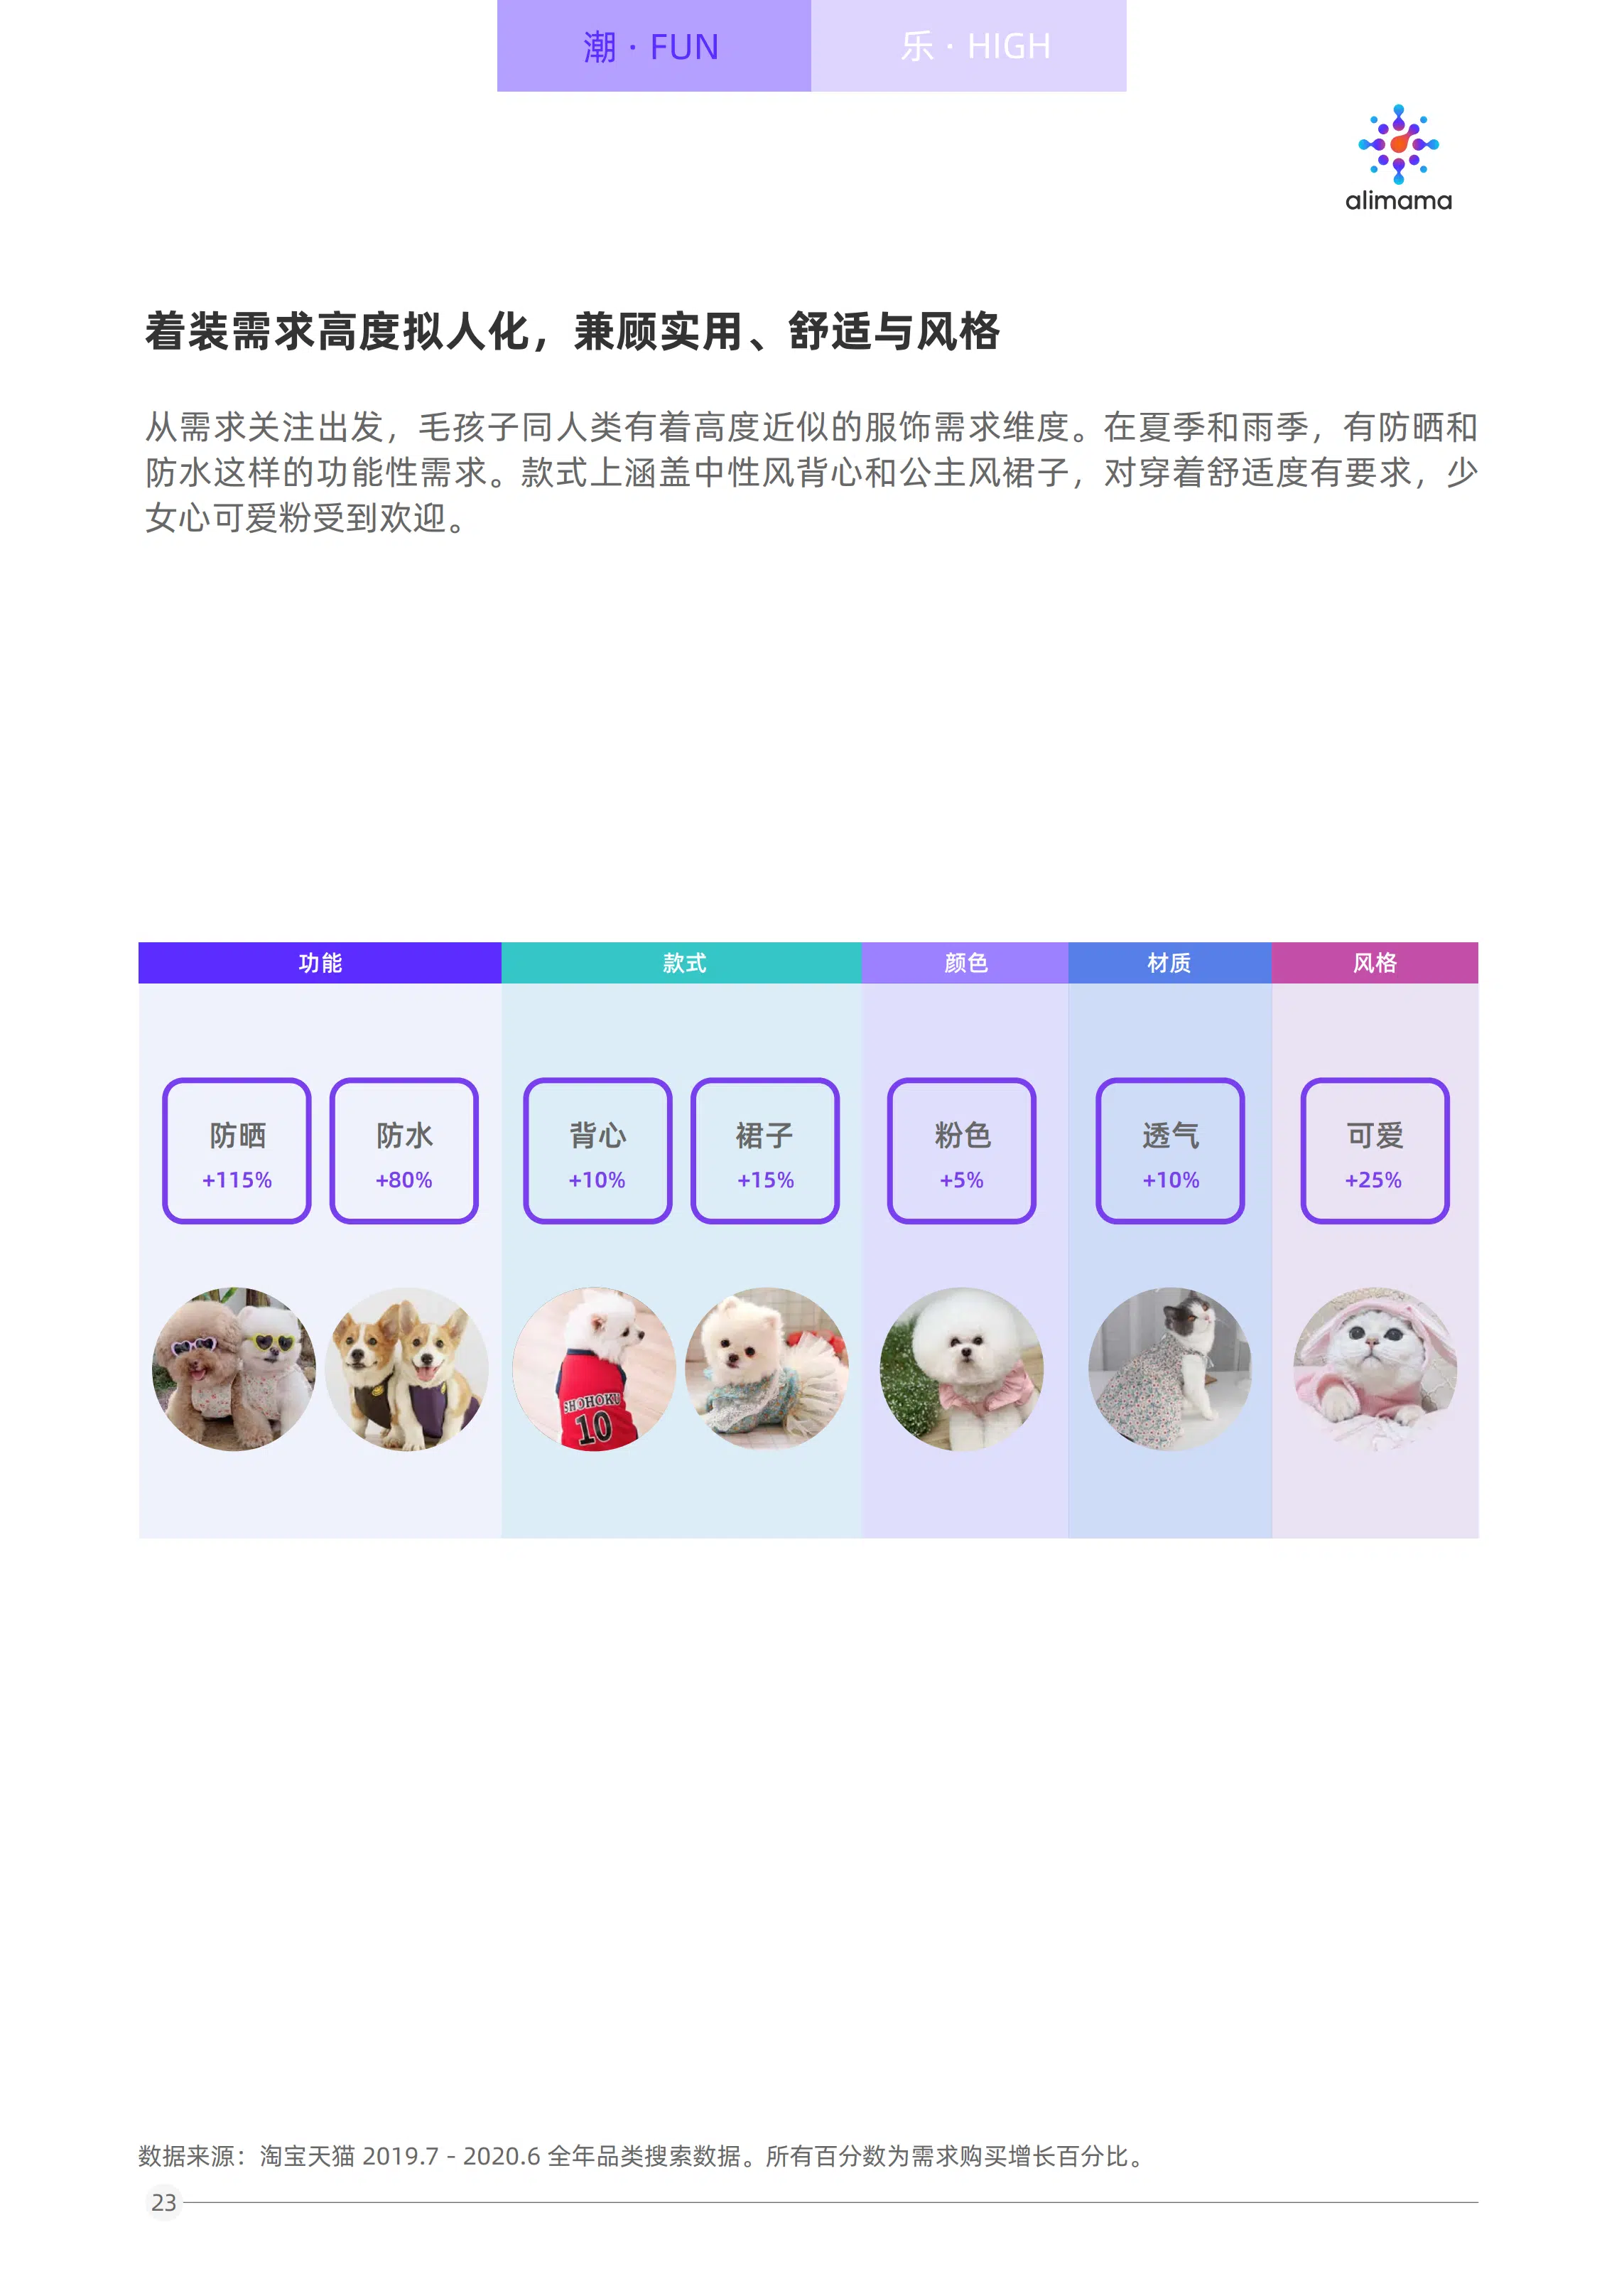 潮 · FUN
乐 · HIGH
alimama
着装需求高度拟人化，兼顾实用、舒适与风格
从需求关注出发，毛孩子同人类有着高度近似的服饰需求维度。在夏季和雨季，有防晒和
防水这样的功能性需求。款式上涵盖中性风背心和公主风裙子，对穿着舒适度有要求，少
女心可爱粉受到欢迎。
功能
款式
颜色
材质
风格
防晒
+115%
防水
+80%
背心
+10%
裙子
+15%
粉色
+5%
透气
+10%
可爱
+25%
SHOHOKU
10
数据来源：淘宝天猫 2019.7 - 2020.6 全年品类搜索数据。所有百分数为需求购买增长百分比。
23